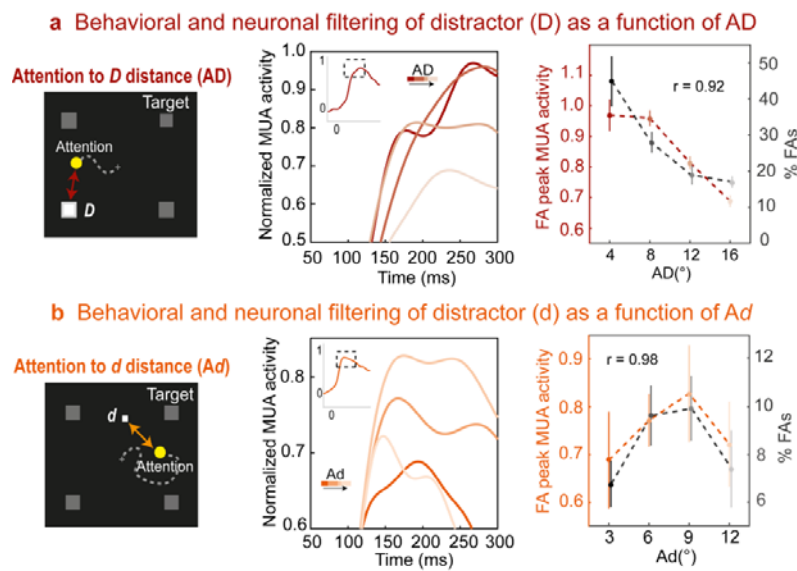 a Behavioral and neuronal filtering of distractor (D) as a function of AD
Attention to D distance (AD)
Target
Attention
D
Normalized MUA activity
1.0
0.9
0.8
0.7
0.6
0.5
1
0
0
AD
50 100 150 200 250 300
Time (ms)
FA peak MUA activity
1.1
1.0
0.9
0.8
0.7
0.6
r = 0.92
50
40
30
20
10
0
% FAs
4 8 12 16
AD(°)
b Behavioral and neuronal filtering of distractor (d) as a function of Ad
Attention to d distance (Ad)
Target
d
Attention
Normalized MUA activity
0.8
0.7
0.6
1
0
0
Ad
50 100 150 200 250 300
Time (ms)
FA peak MUA activity
0.9
0.8
0.7
0.6
r = 0.98
12
10
8
6
% FAs
3 6 9 12
Ad(°)